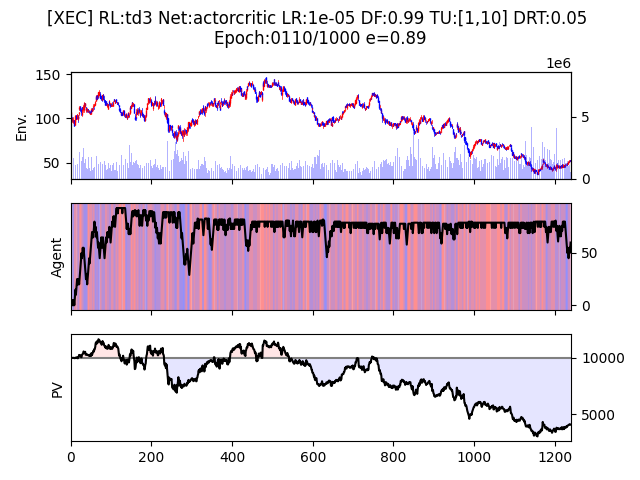 [XEC] RL:td3 Net:actorcritic LR:1e-05 DF:0.99 TU:[1,10] DRT:0.05
Epoch:0110/1000 e=0.89
1e6
150
100
50
Env.
5
0
Agent
50
0
PV
10000
5000
0 200 400 600 800 1000 1200